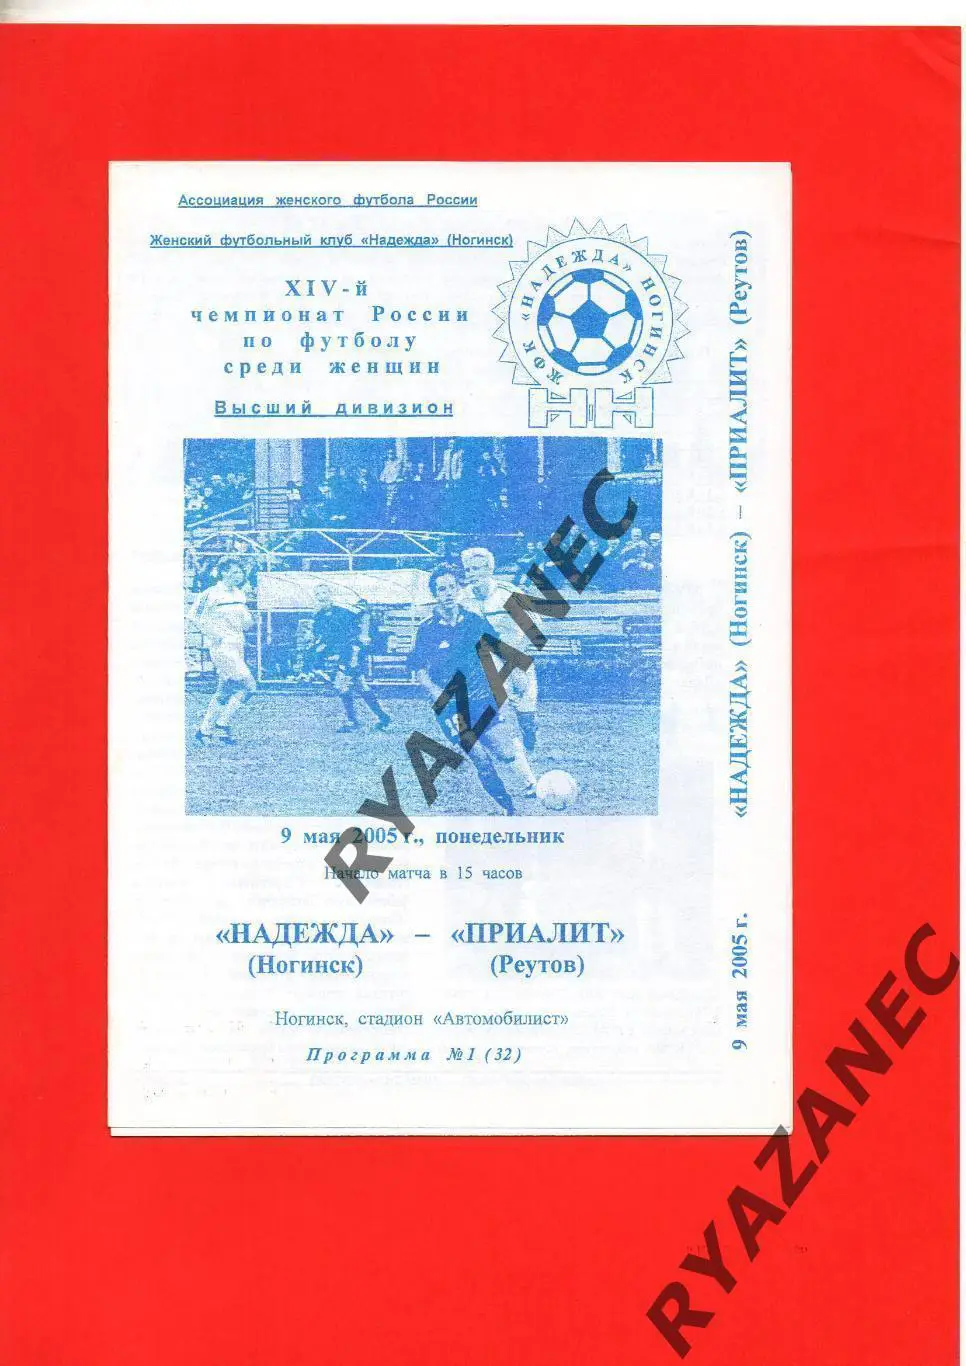 Ассоциация женского футбола России
Женский футбольный клуб «Надежда» (Ногинск)
XIV-й
чемпионат России
по футболу
среди женщин
Высший дивизион
ЖФК «НАДЕЖДА» НОГИНСК
НН
18
9 мая 2005 г., понедельник
Начало матча в 15 часов
«НАДЕЖДА» – «ПРИАЛИТ»
(Ногинск) (Реутов)
Ногинск, стадион «Автомобилист»
Программа №1 (32)
9 мая 2005 г. «НАДЕЖДА» (Ногинск) – «ПРИАЛИТ» (Реутов)
RYAZANEC
RYAZANEC